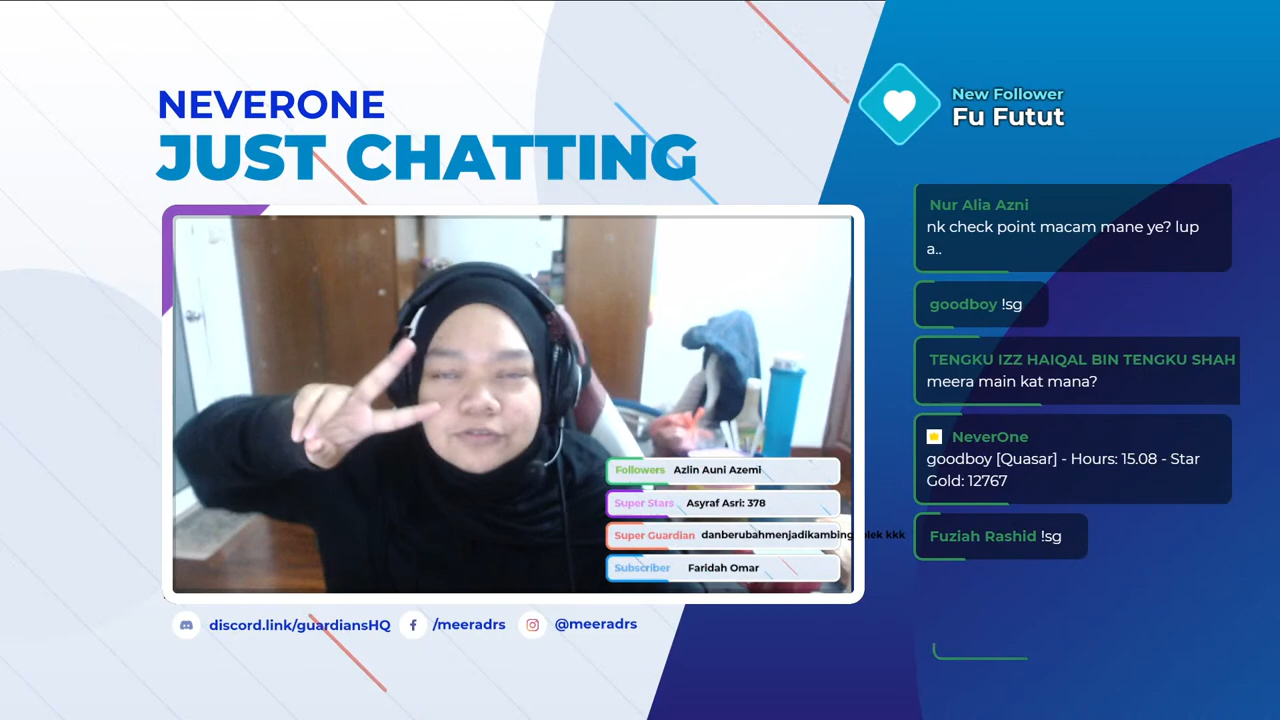 NEVERONE
JUST CHATTING
New Follower
Fu Futut
Nur Alia Azni
nk check point macam mane ye? lup
a..
goodboy !sg
TENGKU IZZ HAIQAL BIN TENGKU SHAH
meera main kat mana?
NeverOne
goodboy [Quasar] - Hours: 15.08 - Star
Gold: 12767
Fuziah Rashid !sg
Followers Azlin Auni Azemi
Super Stars Asyraf Asri: 378
Super Guardian danberubahmenjadikambing olek kkk
Subscriber Faridah Omar
discord.link/guardiansHQ /meeradrs @meeradrs